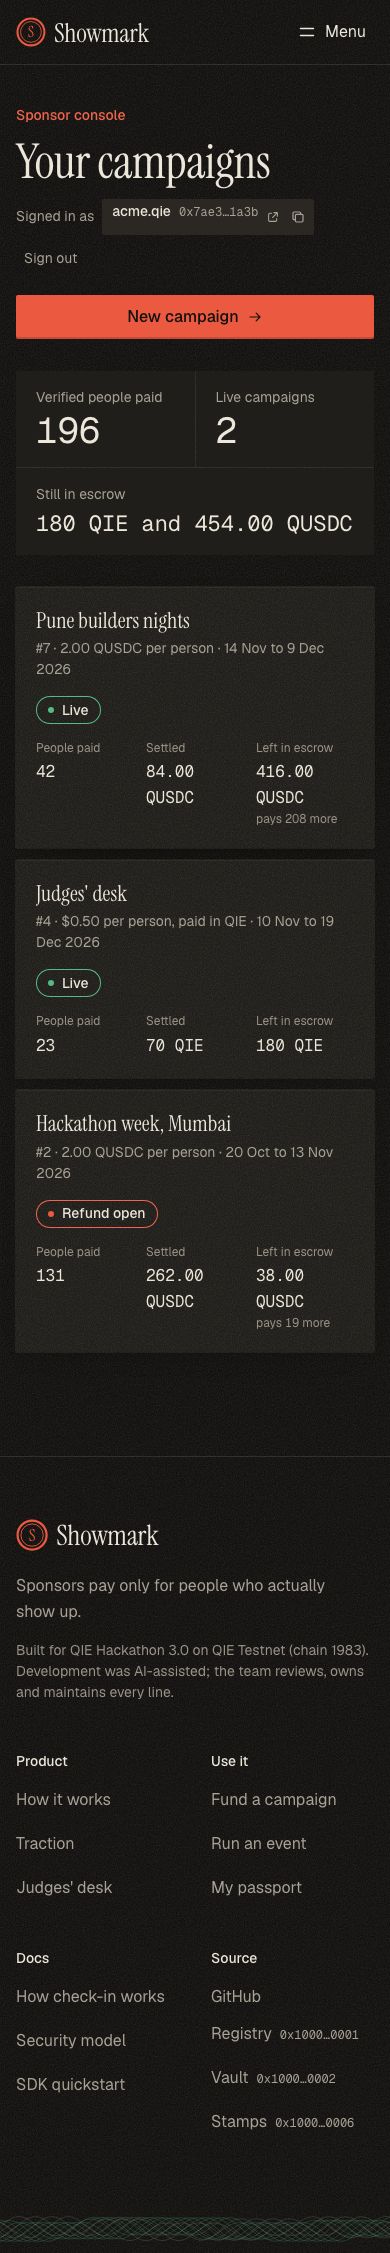 S Showmark
Menu
Sponsor console
Your campaigns
Signed in as acme.qie 0x7ae3…1a3b
Sign out
New campaign →
Verified people paid
196
Live campaigns
2
Still in escrow
180 QIE and 454.00 QUSDC
Pune builders nights
#7 · 2.00 QUSDC per person · 14 Nov to 9 Dec
2026
Live
People paid
42
Settled
84.00
QUSDC
Left in escrow
416.00
QUSDC
pays 208 more
Judges' desk
#4 · $0.50 per person, paid in QIE · 10 Nov to 19
Dec 2026
Live
People paid
23
Settled
70 QIE
Left in escrow
180 QIE
Hackathon week, Mumbai
#2 · 2.00 QUSDC per person · 20 Oct to 13 Nov
2026
Refund open
People paid
131
Settled
262.00
QUSDC
Left in escrow
38.00
QUSDC
pays 19 more
S Showmark
Sponsors pay only for people who actually
show up.
Built for QIE Hackathon 3.0 on QIE Testnet (chain 1983).
Development was AI-assisted; the team reviews, owns
and maintains every line.
Product
How it works
Traction
Judges' desk
Use it
Fund a campaign
Run an event
My passport
Docs
How check-in works
Security model
SDK quickstart
Source
GitHub
Registry 0x1000…0001
Vault 0x1000…0002
Stamps 0x1000…0006